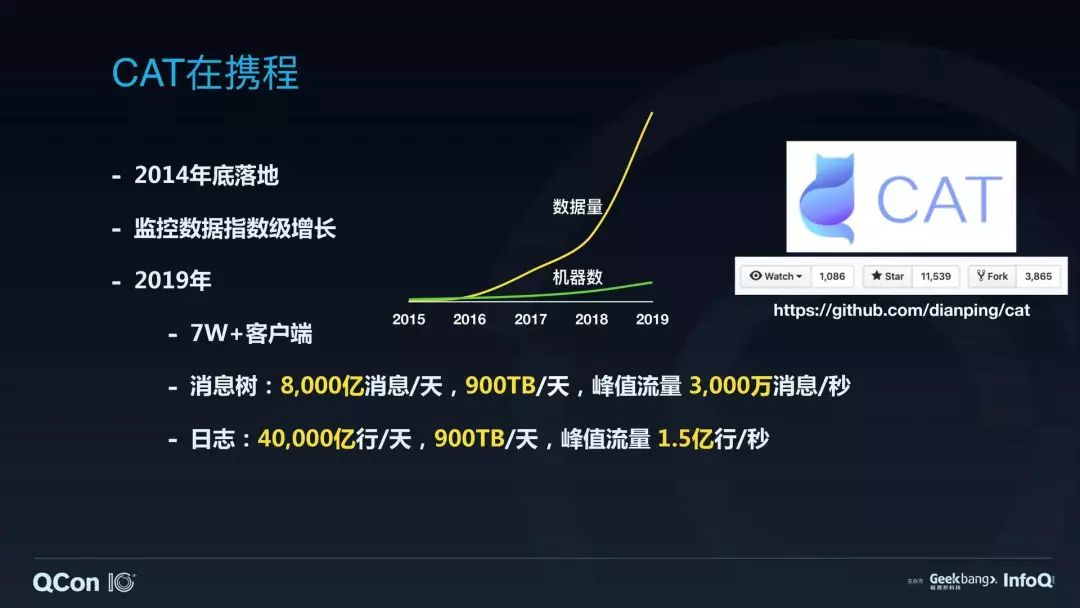 CAT在携程
- 2014年底落地
- 监控数据指数级增长
- 2019年
- 7W+客户端
- 消息树：8,000亿消息/天，900TB/天，峰值流量 3,000万消息/秒
- 日志：40,000亿行/天，900TB/天，峰值流量 1.5亿行/秒
数据量
机器数
2015 2016 2017 2018 2019
CAT
Watch 1,086 Star 11,539 Fork 3,865
https://github.com/dianping/cat
QCon 10
主办方 Geekbang>. InfoQ
极客邦科技